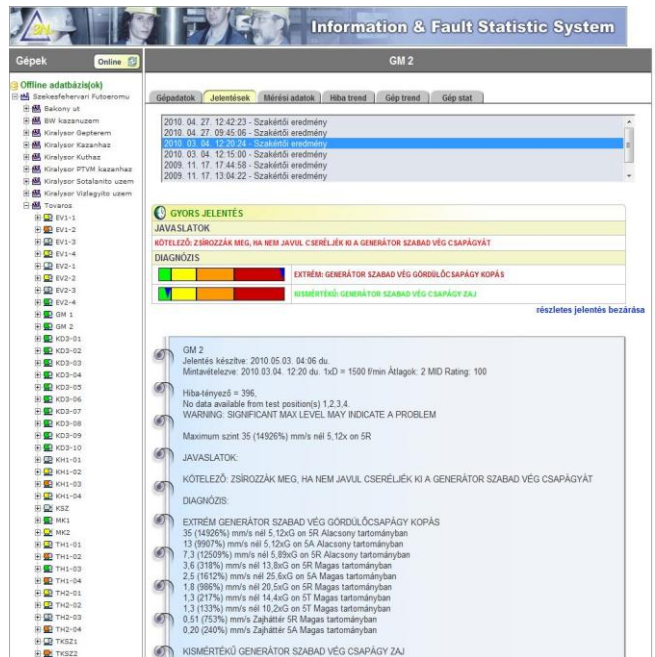 Information & Fault Statistic System
Gépek
Online
GM 2
Offline adatbázis(ok)
Szekesfehervari Futoeromu
Bakony ut
BW kazanuzem
Kiralysor Gepterem
Kiralysor Kazanhaz
Kiralysor Kuthaz
Kiralysor PTVM kazanhaz
Kiralysor Sotalanito uzem
Kiralysor Vizlagyito uzem
Tovaros
EV1-1
EV1-2
EV1-3
EV1-4
EV2-1
EV2-2
EV2-3
EV2-4
GM 1
GM 2
KD3-01
KD3-02
KD3-03
KD3-04
KD3-05
KD3-06
KD3-07
KD3-08
KD3-09
KD3-10
KH1-01
KH1-02
KH1-03
KH1-04
KSZ
MK1
MK2
TH1-01
TH1-02
TH1-03
TH1-04
TH2-01
TH2-02
TH2-03
TH2-04
TKSZ1
TKSZ2
Gépadatok
Jelentések
Mérési adatok
Hiba trend
Gép trend
Gép stat
2010. 04. 27. 12:42:23 - Szakértői eredmény
2010. 04. 27. 09:45:06 - Szakértői eredmény
2010. 03. 04. 12:20:24 - Szakértői eredmény
2010. 03. 04. 12:15:00 - Szakértői eredmény
2009. 11. 17. 17:44:58 - Szakértői eredmény
2009. 11. 17. 13:04:22 - Szakértői eredmény
GYORS JELENTÉS
JAVASLATOK
KÖTELEZŐ: ZSÍROZZÁK MEG, HA NEM JAVUL CSERÉLJÉK KI A GENERÁTOR SZABAD VÉG CSAPÁGYÁT
DIAGNÓZIS
EXTRÉM: GENERÁTOR SZABAD VÉG GÖRDÜLŐCSAPÁGY KOPÁS
KISMÉRTÉKŰ: GENERÁTOR SZABAD VÉG CSAPÁGY ZAJ
részletes jelentés bezárása
GM 2
Jelentés készítve: 2010.05.03. 04:06 du.
Mintavételezve: 2010.03.04. 12:20 du. 1xD = 1500 f/min Átlagok: 2 MID Rating: 100
Hiba-tényező = 396,
No data available from test position(s) 1,2,3,4.
WARNING: SIGNIFICANT MAX LEVEL MAY INDICATE A PROBLEM
Maximum szint 35 (14926%) mm/s nél 5,12x on 5R
JAVASLATOK:
KÖTELEZŐ: ZSÍROZZÁK MEG, HA NEM JAVUL CSERÉLJÉK KI A GENERÁTOR SZABAD VÉG CSAPÁGYÁT
DIAGNÓZIS:
EXTRÉM GENERÁTOR SZABAD VÉG GÖRDÜLŐCSAPÁGY KOPÁS
35 (14926%) mm/s nél 5,12xG on 5R Alacsony tartományban
13 (9907%) mm/s nél 5,12xG on 5A Alacsony tartományban
7,3 (12509%) mm/s nél 5,89xG on 5R Alacsony tartományban
3,6 (318%) mm/s nél 13,8xG on 5R Magas tartományban
2,5 (1612%) mm/s nél 25,6xG on 5A Magas tartományban
1,8 (986%) mm/s nél 20,5xG on 5R Magas tartományban
1,3 (217%) mm/s nél 14,4xG on 5T Magas tartományban
1,3 (133%) mm/s nél 10,2xG on 5T Magas tartományban
0,51 (753%) mm/s Zajháttér 5R Magas tartományban
0,20 (240%) mm/s Zajháttér 5A Magas tartományban
KISMÉRTÉKŰ GENERÁTOR SZABAD VÉG CSAPÁGY ZAJ